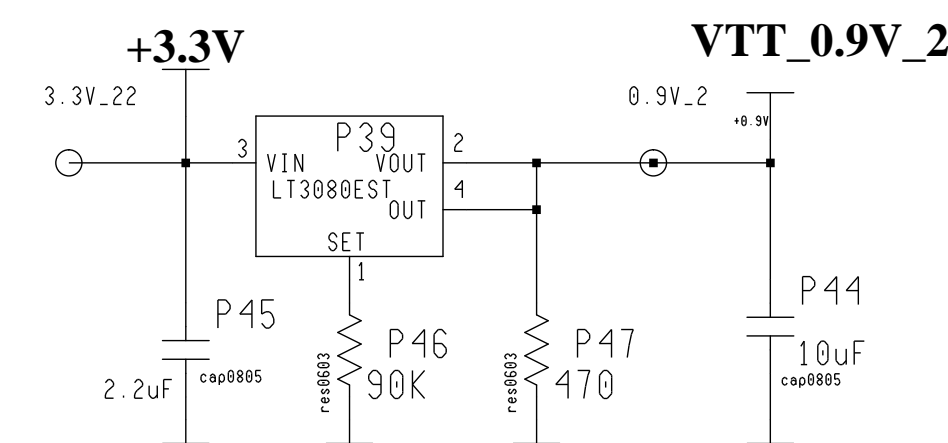 +3.3V
VTT_0.9V_2
3.3V_22
0.9V_2
+0.9V
P39
3
2
VIN
VOUT
LT3080EST
4
OUT
SET
1
P45
P44
P46
P47
10uF
2.2uF
cap0805
res0603
90K
res0603
470
cap0805